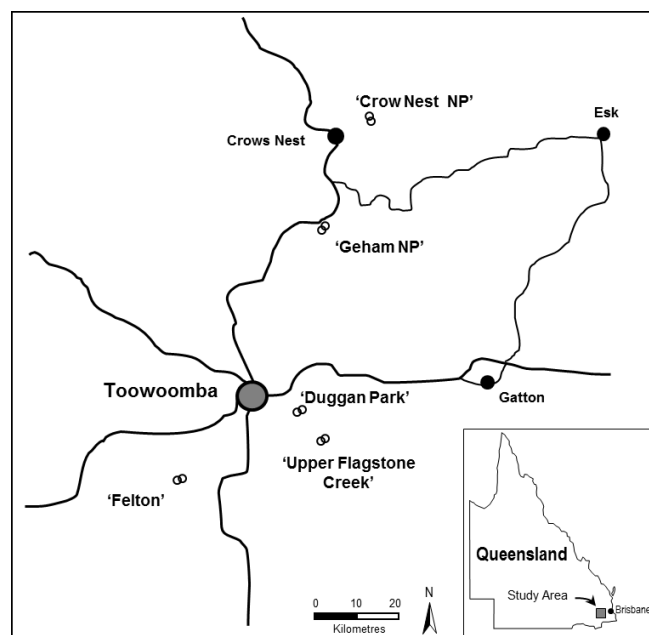 'Crow Nest  NP'
Esk
Crows Nest
'Geham NP'
Toowoomba
'Duggan Park'
Gatton
'Upper Flagstone
Creek'
'Felton'
Queensland
Study Area
Brisbane
N
0 10 20
Kilometres